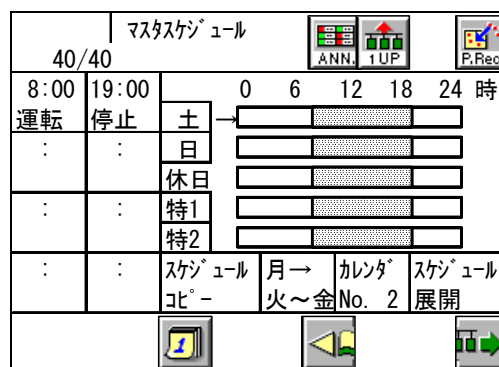 ﾏｽﾀｽｹｼﾞｭｰﾙ
ANN. 1UP P.Rec
40/40
8:00 19:00 0 6 12 18 24 時
運転 停止 土 →
: : 日
休日
: : 特1
特2
: : ｽｹｼﾞｭｰﾙ 月→ ｶﾚﾝﾀﾞ ｽｹｼﾞｭｰﾙ
ｺﾋﾟｰ 火～金 No. 2 展開
1